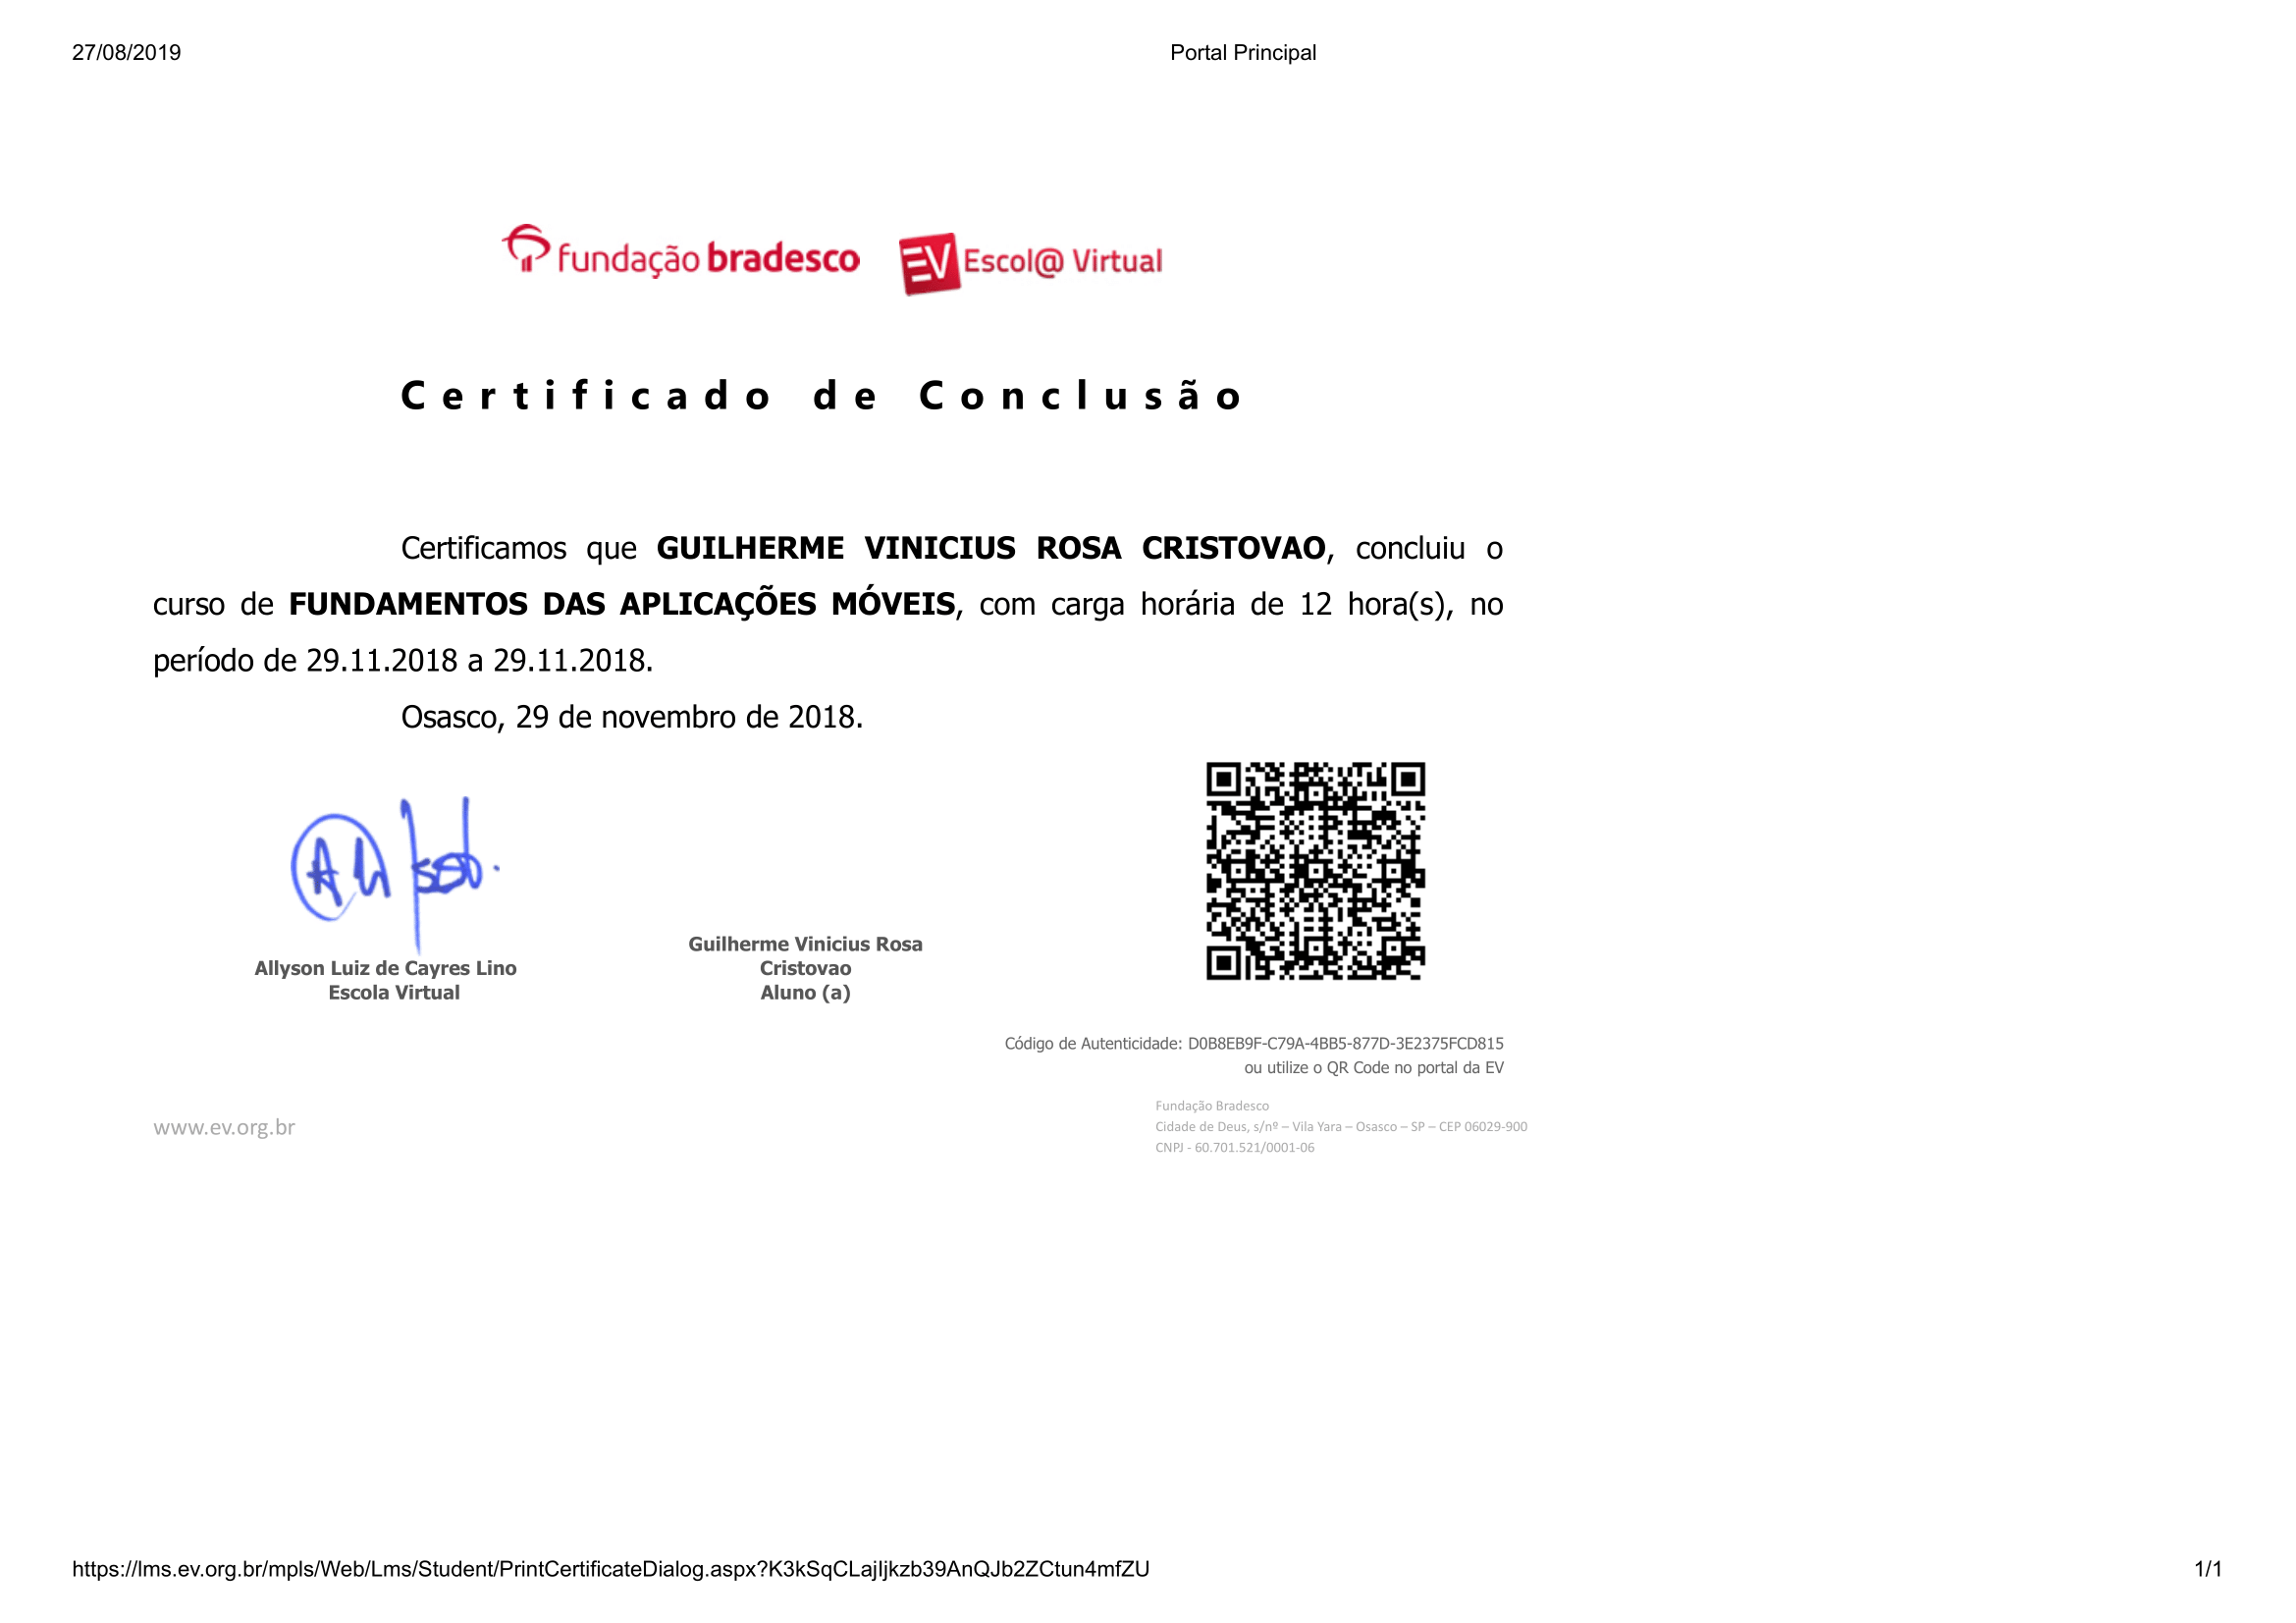 27/08/2019 Portal Principal
fundação bradesco EV Escol@ Virtual
Certificado de Conclusão
Certificamos que GUILHERME VINICIUS ROSA CRISTOVAO, concluiu o
curso de FUNDAMENTOS DAS APLICAÇÕES MÓVEIS, com carga horária de 12 hora(s), no
período de 29.11.2018 a 29.11.2018.
Osasco, 29 de novembro de 2018.
Allyson Luiz de Cayres Lino
Escola Virtual
Guilherme Vinicius Rosa
Cristovao
Aluno (a)
Código de Autenticidade: D0B8EB9F-C79A-4BB5-877D-3E2375FCD815
ou utilize o QR Code no portal da EV
www.ev.org.br
Fundação Bradesco
Cidade de Deus, s/nº – Vila Yara – Osasco – SP – CEP 06029-900
CNPJ - 60.701.521/0001-06
https://lms.ev.org.br/mpls/Web/Lms/Student/PrintCertificateDialog.aspx?K3kSqCLajIjkzb39AnQJb2ZCtun4mfZU 1/1